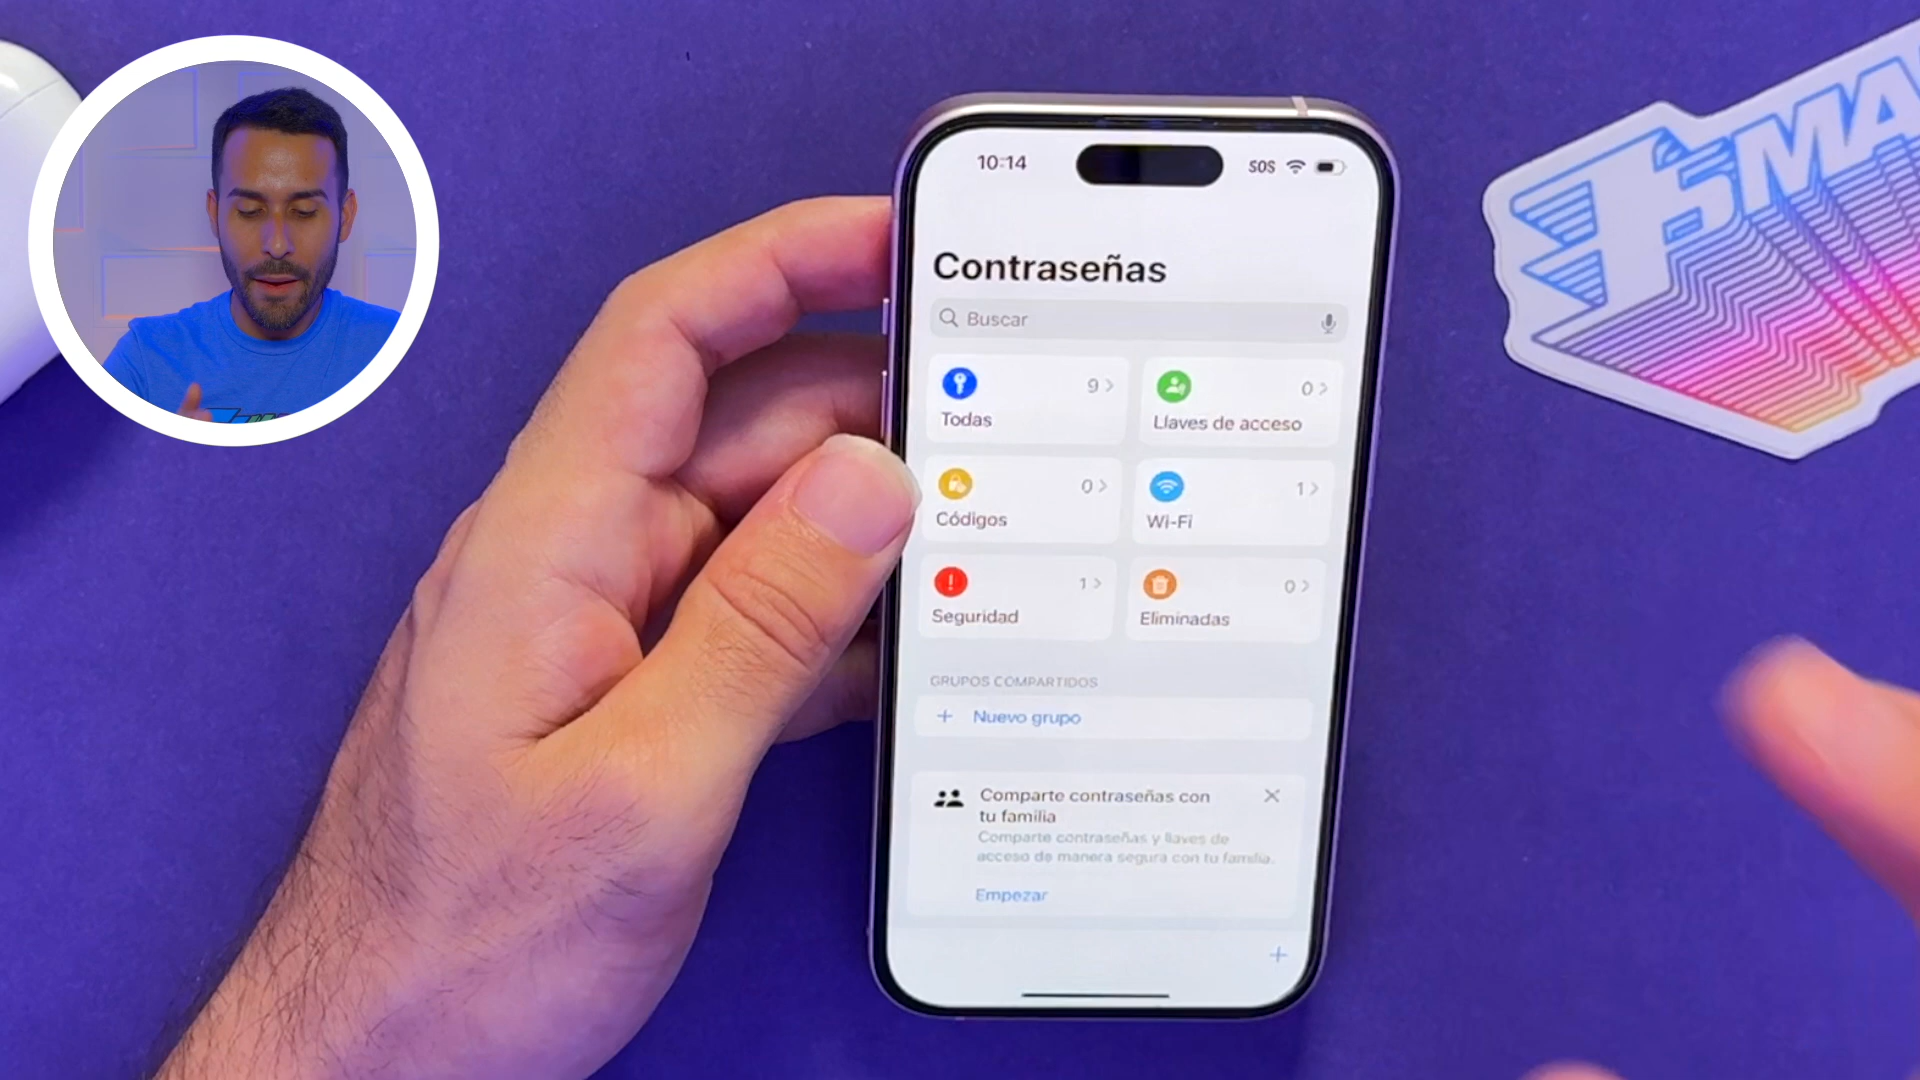 10:14
SOS
Contraseñas
Buscar
9
Todas
0
Llaves de acceso
0
Códigos
1
Wi-Fi
1
Seguridad
0
Eliminadas
GRUPOS COMPARTIDOS
+ Nuevo grupo
Comparte contraseñas con
tu familia
Comparte contraseñas y llaves de
acceso de manera segura con tu familia.
Empezar
SMA